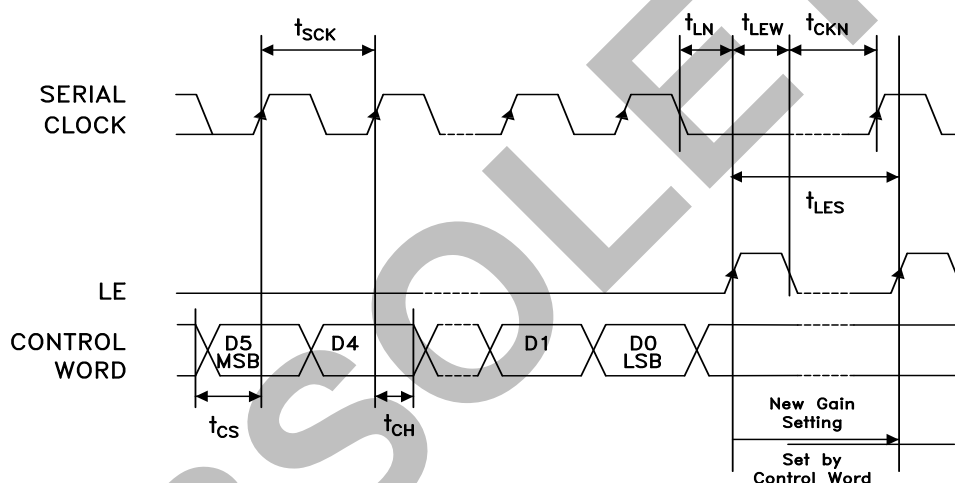 tSCK
tLN
tLEW
tCKN
SERIAL
CLOCK
tLES
LE
CONTROL
WORD
D5
MSB
D4
D1
D0
LSB
tCS
tCH
New Gain
Setting
Set by
Control Word
SOLE